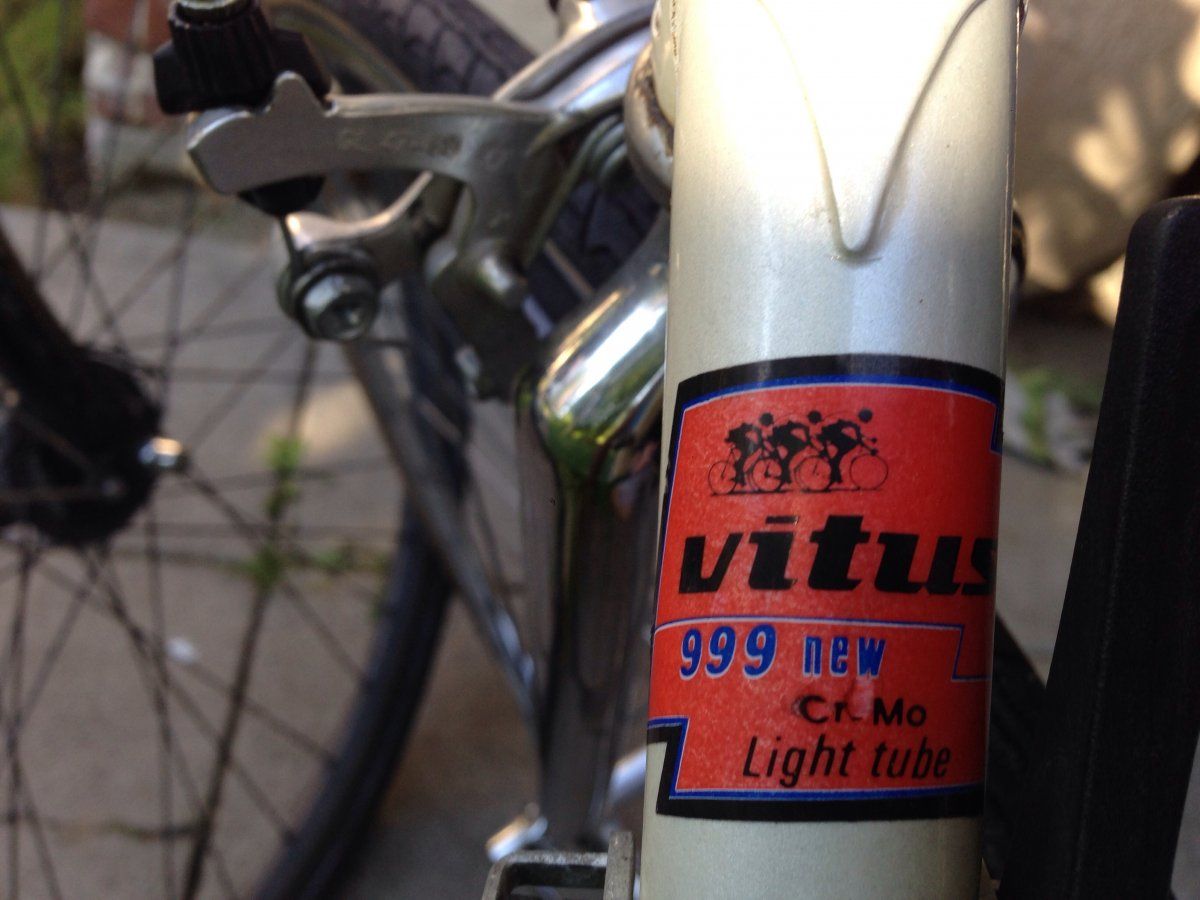 vitus
999 new
Cr. Mo
Light tube